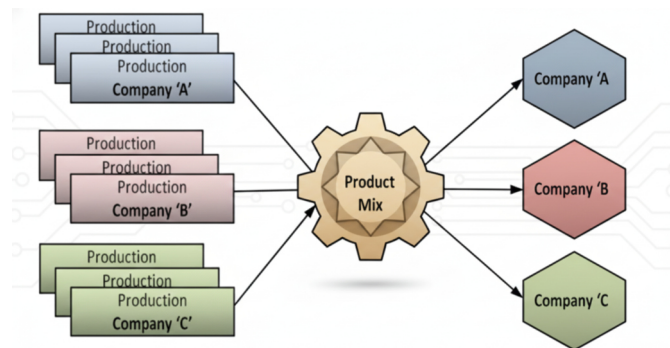 Production
Production
Production
Company ‘A’
Production
Production
Production
Company ‘B’
Production
Production
Production
Company ‘C’
Product
Mix
Company ‘A
Company ‘B
Company ‘C